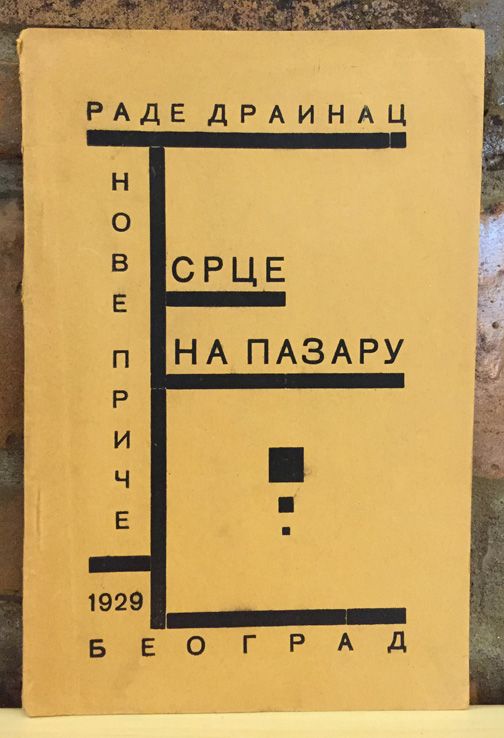 РАДЕ ДРАИНАЦ
НОВЕ ПРИЧЕ
СРЦЕ
НА ПАЗАРУ
1929
БЕОГРАД